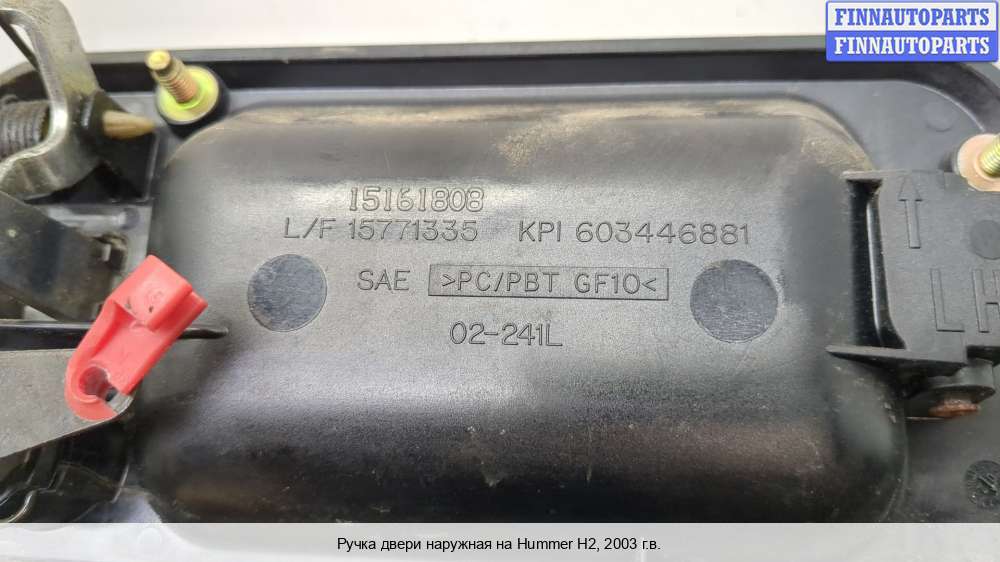 FINNAUTOPARTS
FINNAUTOPARTS
15161808
L/F 15771335 KPI 603446881
SAE >PC/PBT GF10<
LH
02-241L
Ручка двери наружная на Hummer H2, 2003 г.в.